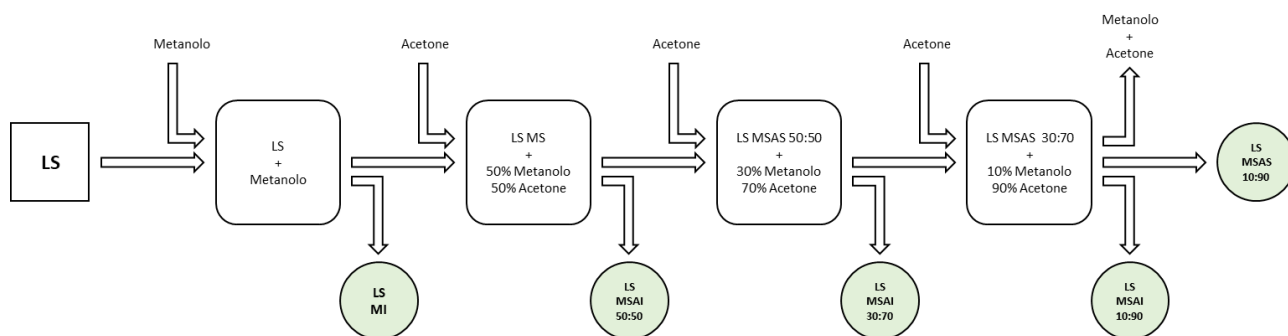 Metanolo
Acetone
Acetone
Acetone
Metanolo
+
Acetone
LS
LS
+
Metanolo
LS MS
+
50% Metanolo
50% Acetone
LS MSAS 50:50
+
30% Metanolo
70% Acetone
LS MSAS 30:70
+
10% Metanolo
90% Acetone
LS
MSAS
10:90
LS
MI
LS
MSAI
50:50
LS
MSAI
30:70
LS
MSAI
10:90